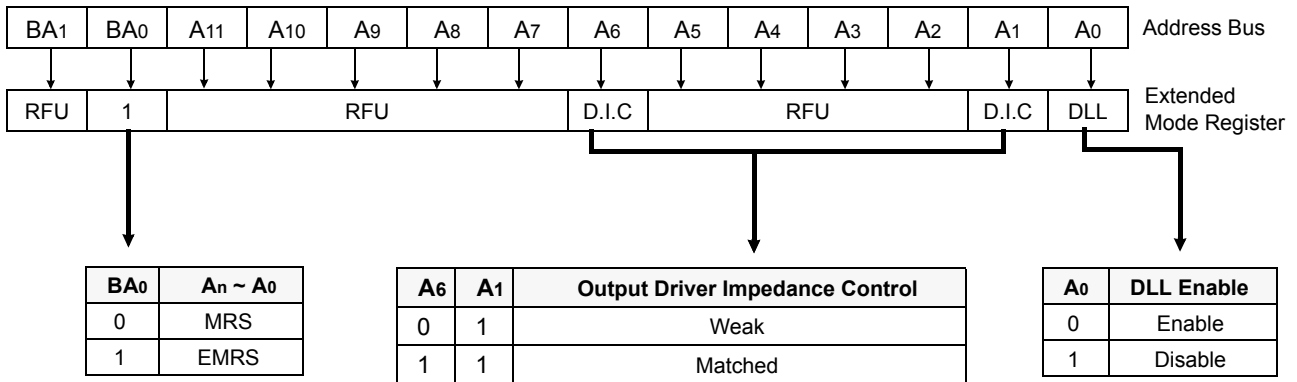 BA1 BA0 A11 A10 A9 A8 A7 A6 A5 A4 A3 A2 A1 A0 Address Bus
RFU 1 RFU D.I.C RFU D.I.C DLL Extended
Mode Register
BA0 An ~ A0
0 MRS
1 EMRS
A6 A1 Output Driver Impedance Control
0 1 Weak
1 1 Matched
A0 DLL Enable
0 Enable
1 Disable